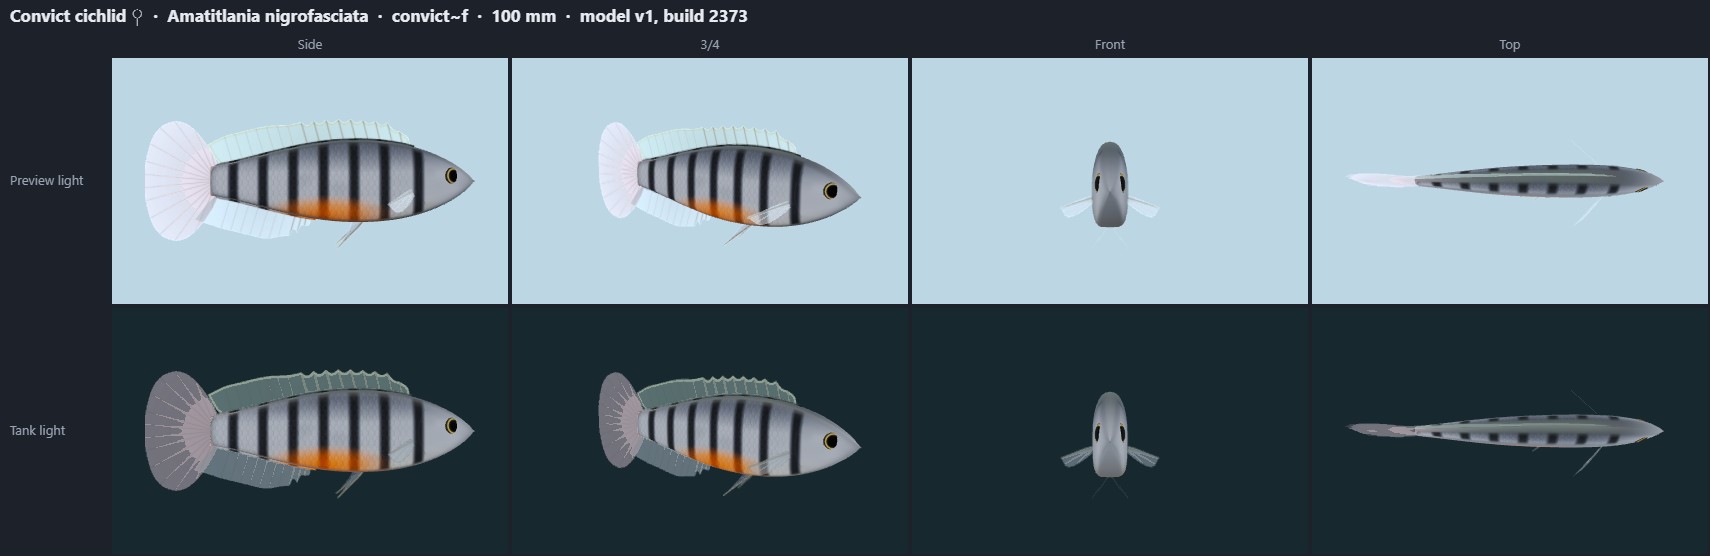 Convict cichlid ♀ · Amatitlania nigrofasciata · convict~f · 100 mm · model v1, build 2373
Side 3/4 Front Top
Preview light
Tank light